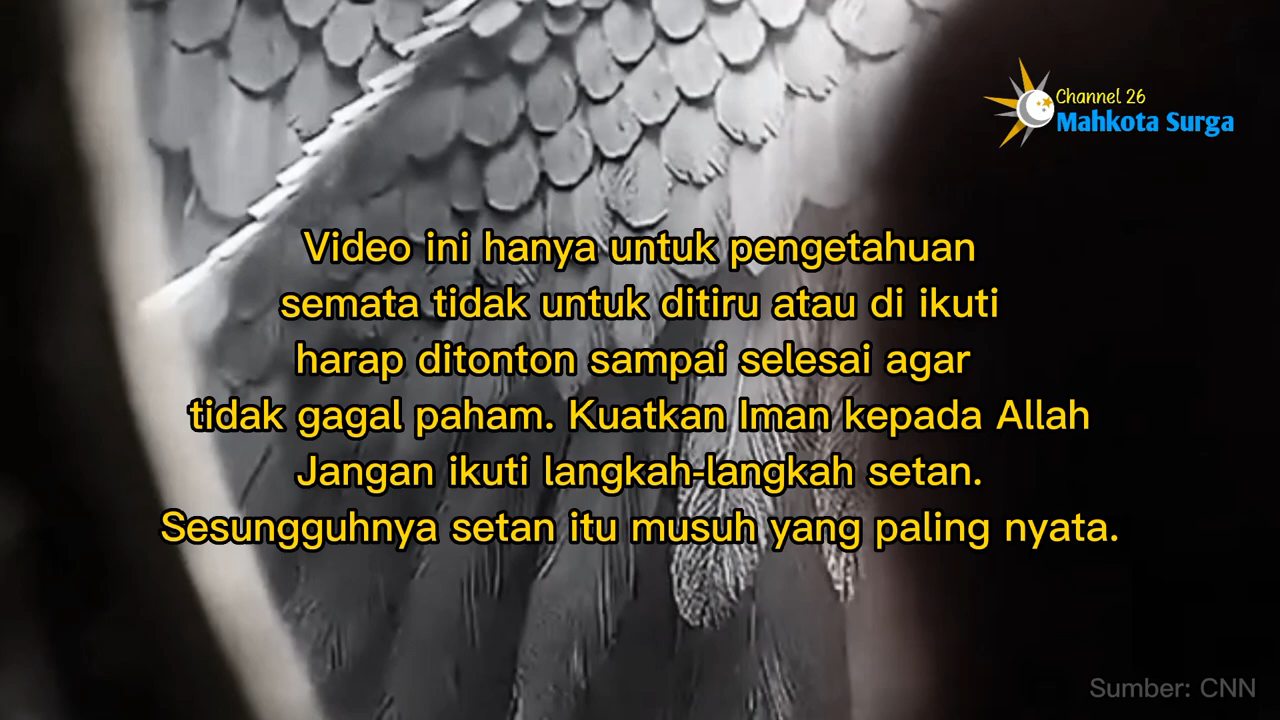 Channel 26
Mahkota Surga
Video ini hanya untuk pengetahuan
semata tidak untuk ditiru atau di ikuti
harap ditonton sampai selesai agar
tidak gagal paham. Kuatkan Iman kepada Allah
Jangan ikuti langkah-langkah setan.
Sesungguhnya setan itu musuh yang paling nyata.
Sumber: CNN